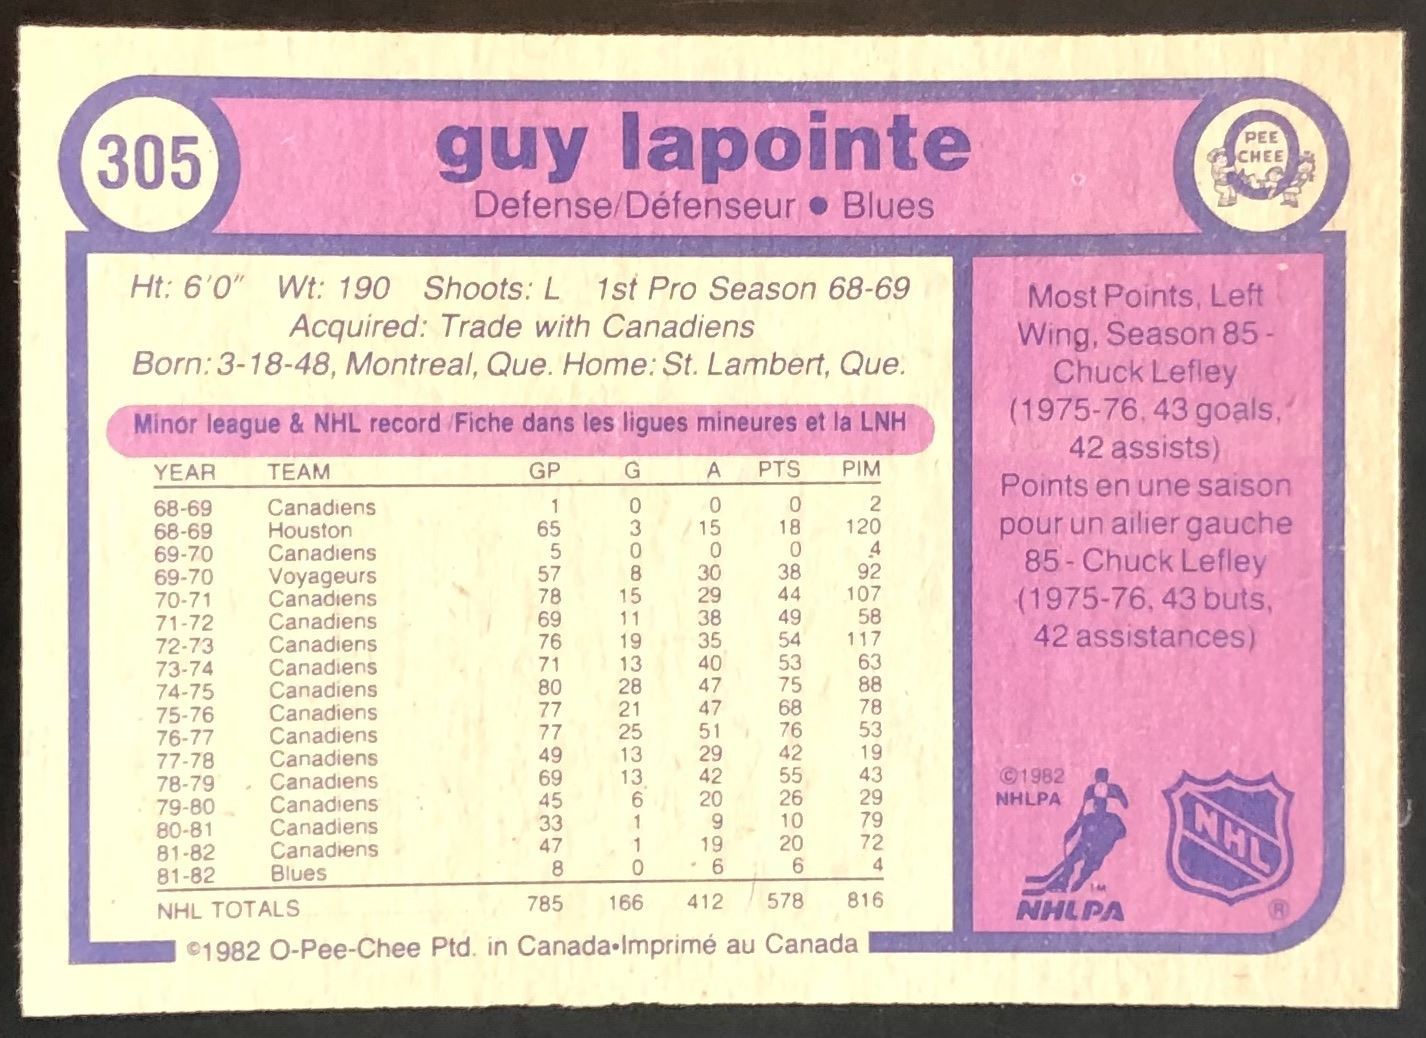 305
guy lapointe
Defense/Défenseur • Blues
PEE
CHEE
Ht: 6'0" Wt: 190 Shoots: L 1st Pro Season 68-69
Acquired: Trade with Canadiens
Born: 3-18-48, Montreal, Que. Home: St. Lambert, Que.
Minor league & NHL record/Fiche dans les ligues mineures et la LNH
YEAR TEAM GP G A PTS PIM
68-69 Canadiens 1 0 0 0 2
68-69 Houston 65 3 15 18 120
69-70 Canadiens 5 0 0 0 4
69-70 Voyageurs 57 8 30 38 92
70-71 Canadiens 78 15 29 44 107
71-72 Canadiens 69 11 38 49 58
72-73 Canadiens 76 19 35 54 117
73-74 Canadiens 71 13 40 53 63
74-75 Canadiens 80 28 47 75 88
75-76 Canadiens 77 21 47 68 78
76-77 Canadiens 77 25 51 76 53
77-78 Canadiens 49 13 29 42 19
78-79 Canadiens 69 13 42 55 43
79-80 Canadiens 45 6 20 26 29
80-81 Canadiens 33 1 9 10 79
81-82 Canadiens 47 1 19 20 72
81-82 Blues 8 0 6 6 4
NHL TOTALS 785 166 412 578 816
©1982 O-Pee-Chee Ptd. in Canada•Imprimé au Canada
Most Points, Left
Wing, Season 85 -
Chuck Lefley
(1975-76, 43 goals,
42 assists)
Points en une saison
pour un ailier gauche
85 - Chuck Lefley
(1975-76, 43 buts,
42 assistances)
©1982
NHLPA
TM
NHLPA
NHL
®